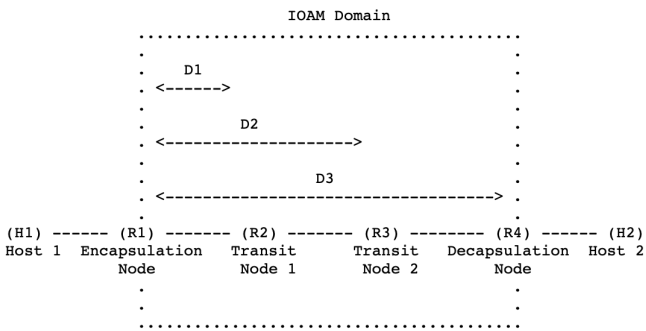 IOAM Domain
D1
<------>
D2
<-------------------->
D3
<----------------------------------->
(H1) ------ (R1) ------- (R2) ------- (R3) ------- (R4) ------ (H2)
Host 1 Encapsulation Transit Transit Decapsulation Host 2
Node Node 1 Node 2 Node